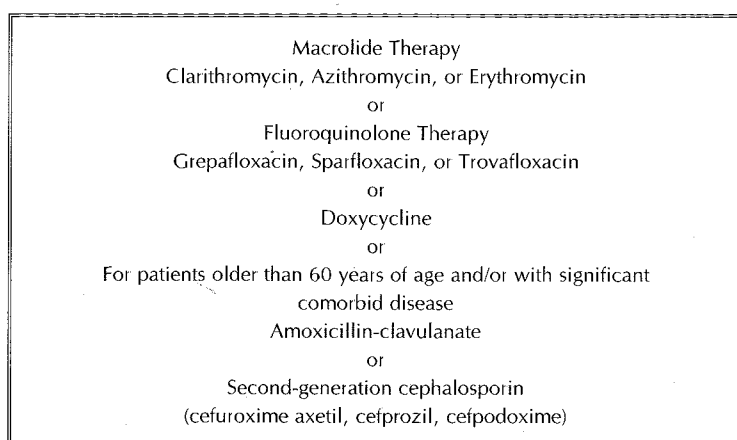 Macrolide Therapy
Clarithromycin, Azithromycin, or Erythromycin
or
Fluoroquinolone Therapy
Grepafloxacin, Sparfloxacin, or Trovafloxacin
or
Doxycycline
or
For patients older than 60 years of age and/or with significant
comorbid disease
Amoxicillin-clavulanate
or
Second-generation cephalosporin
(cefuroxime axetil, cefprozil, cefpodoxime)